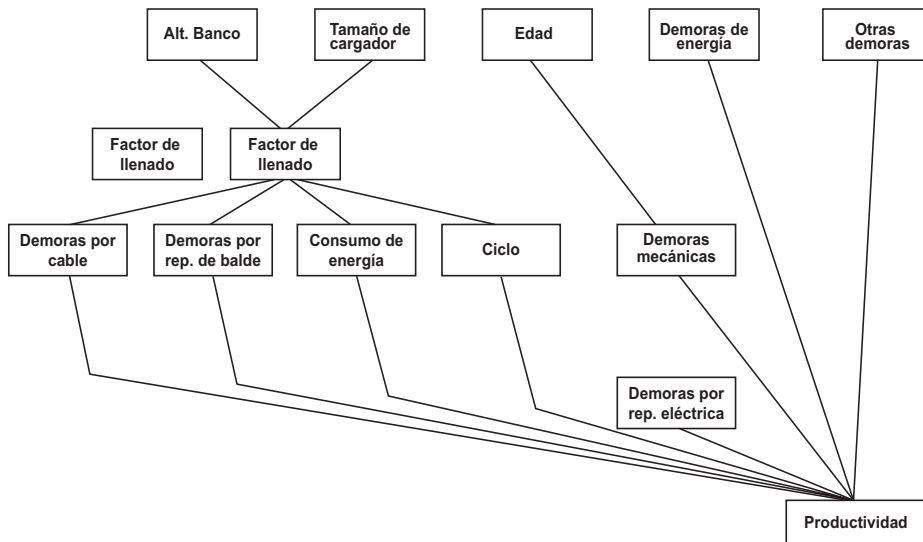 Alt. Banco
Tamaño de
cargador
Edad
Demoras de
energía
Otras
demoras
Factor de
llenado
Factor de
llenado
Demoras por
cable
Demoras por
rep. de balde
Consumo de
energía
Ciclo
Demoras
mecánicas
Demoras por
rep. eléctrica
Productividad